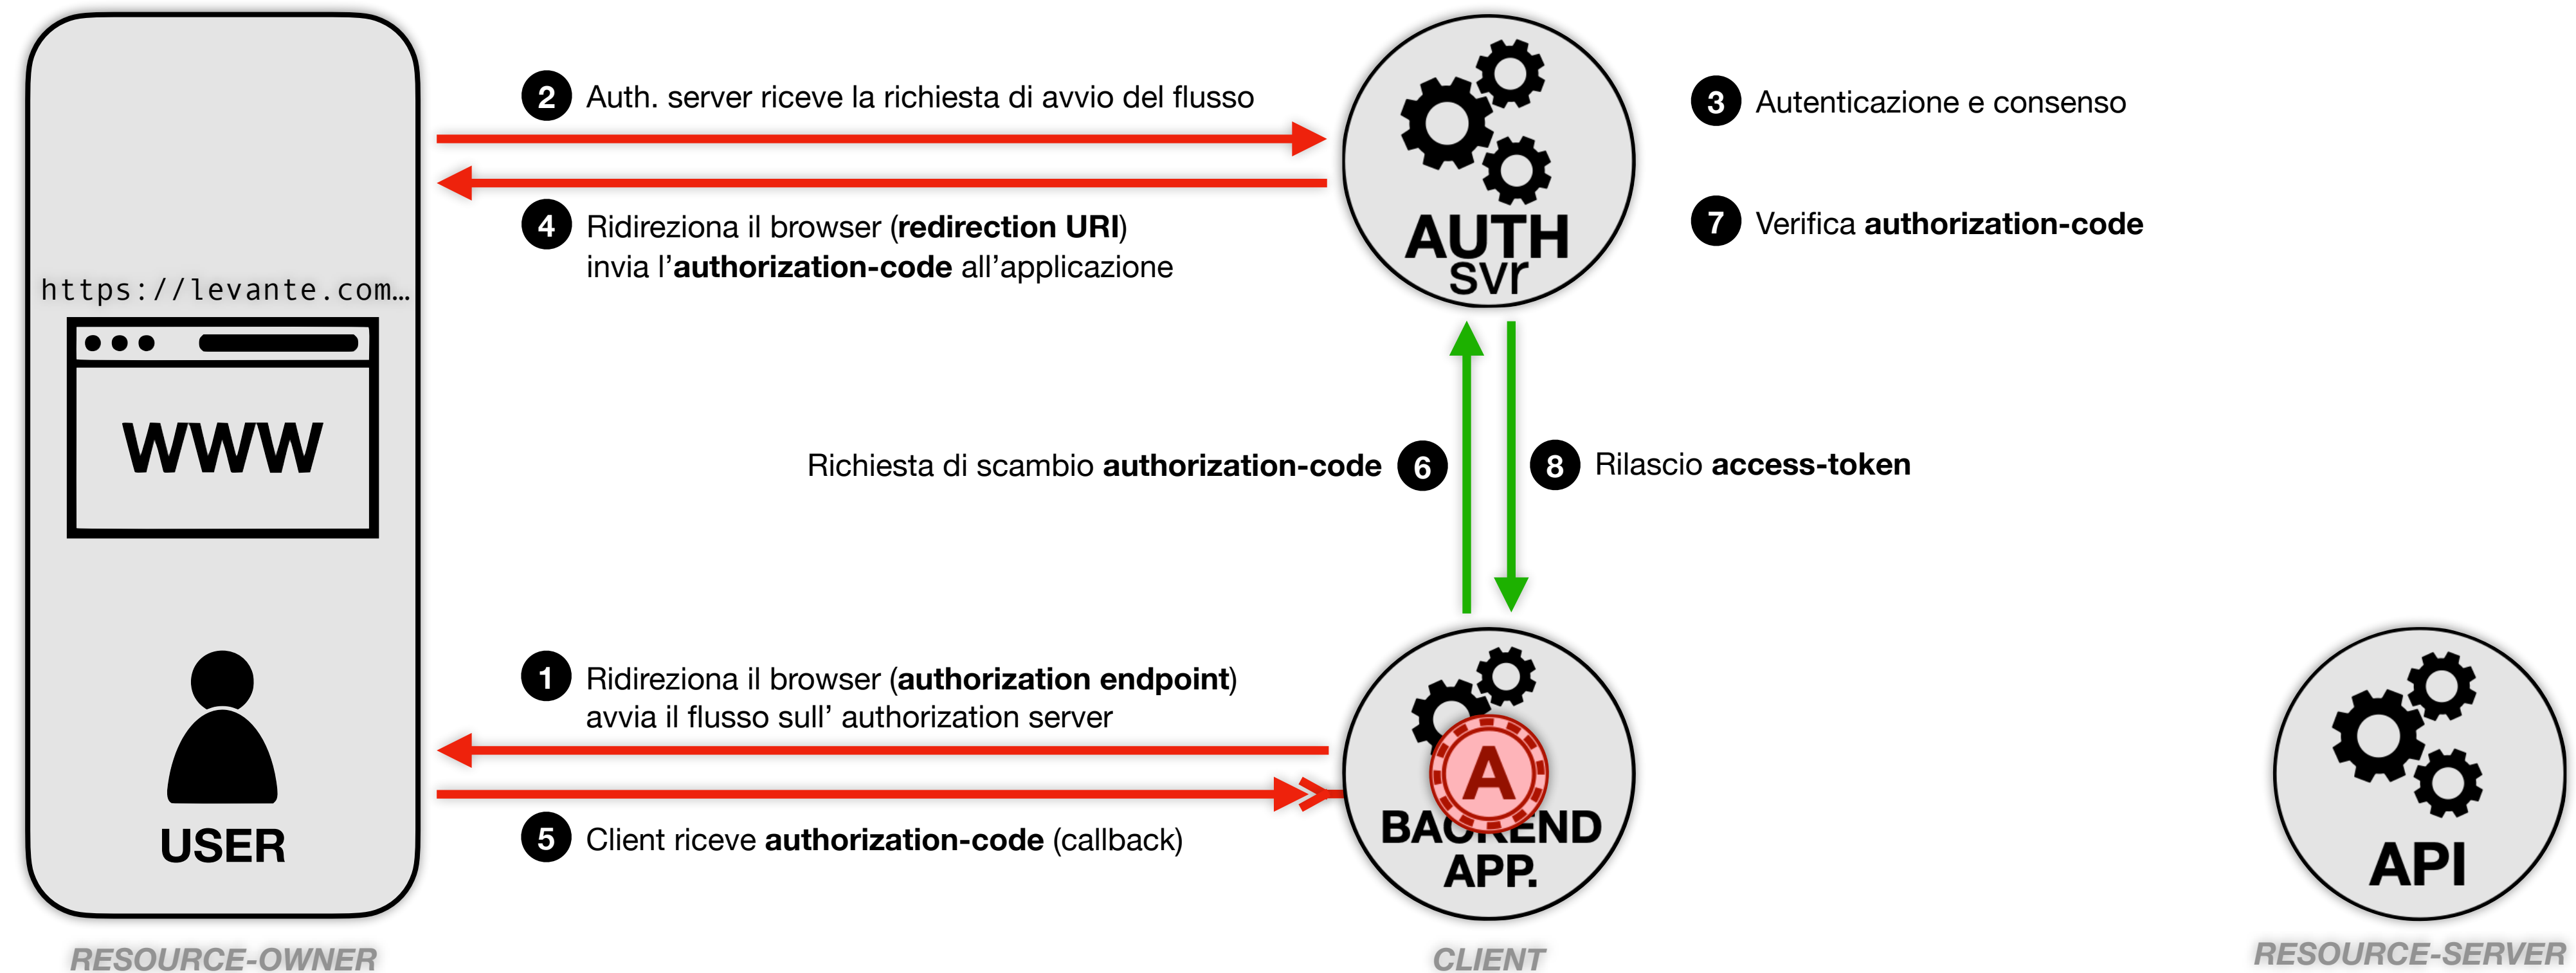 2 Auth. server riceve la richiesta di avvio del flusso
3 Autenticazione e consenso
4 Ridireziona il browser (redirection URI)
invia l'authorization-code all'applicazione
AUTH
svr
7 Verifica authorization-code
https://levante.com…
WWW
Richiesta di scambio authorization-code 6
8 Rilascio access-token
1 Ridireziona il browser (authorization endpoint)
avvia il flusso sull' authorization server
A
5 Client riceve authorization-code (callback)
USER
BACKEND
APP.
API
RESOURCE-OWNER
CLIENT
RESOURCE-SERVER